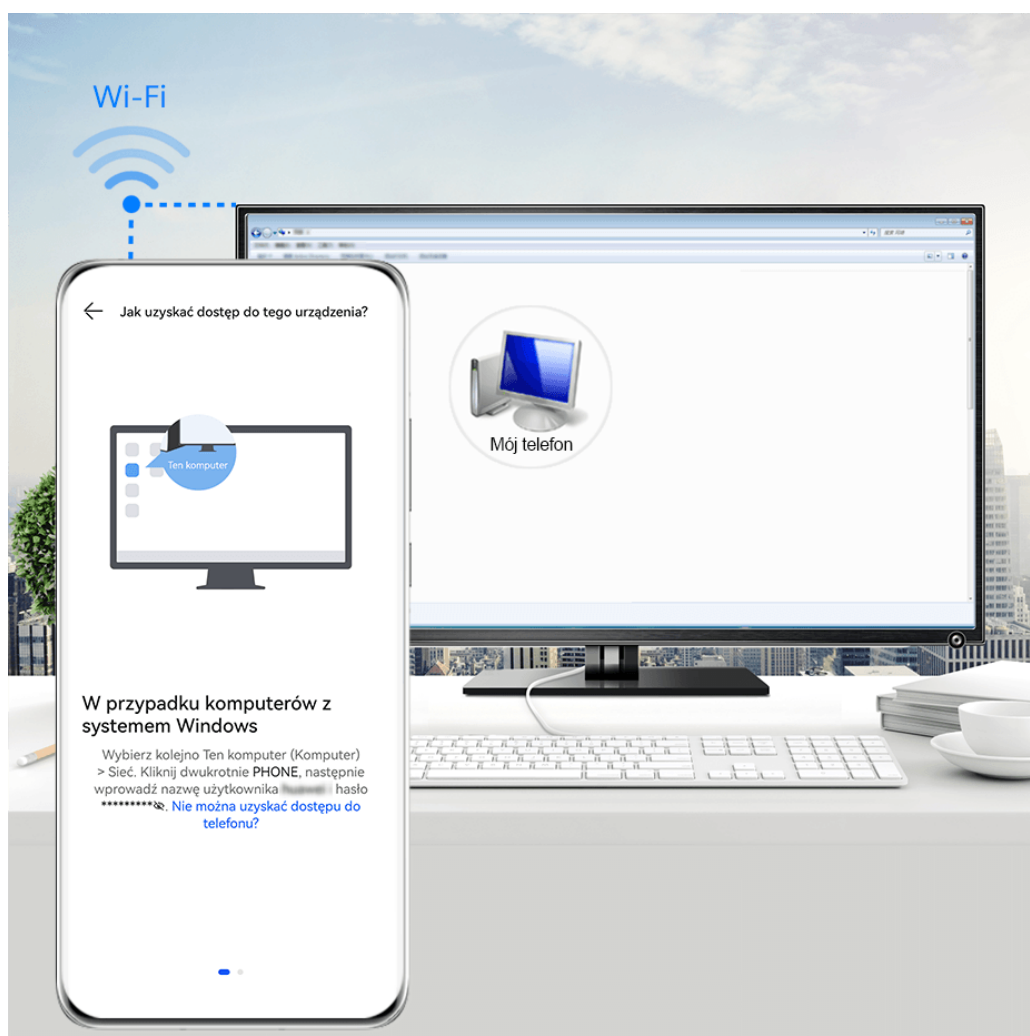 Wi-Fi
Jak uzyskać dostęp do tego urządzenia?
Ten komputer
Mój telefon
W przypadku komputerów z
systemem Windows
Wybierz kolejno Ten komputer (Komputer)
> Sieć. Kliknij dwukrotnie PHONE, następnie
wprowadź nazwę użytkownika i hasło
*********. Nie można uzyskać dostępu do
telefonu?